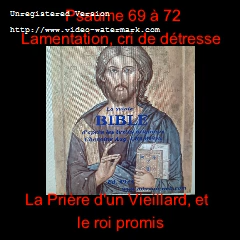 Unregistered Version
Psaume 69 à 72
Lamentation, cri de détresse
http://www.video-watermark.com
La sainte
BIBLE
La Prière d'un Vieillard, et
le roi promis